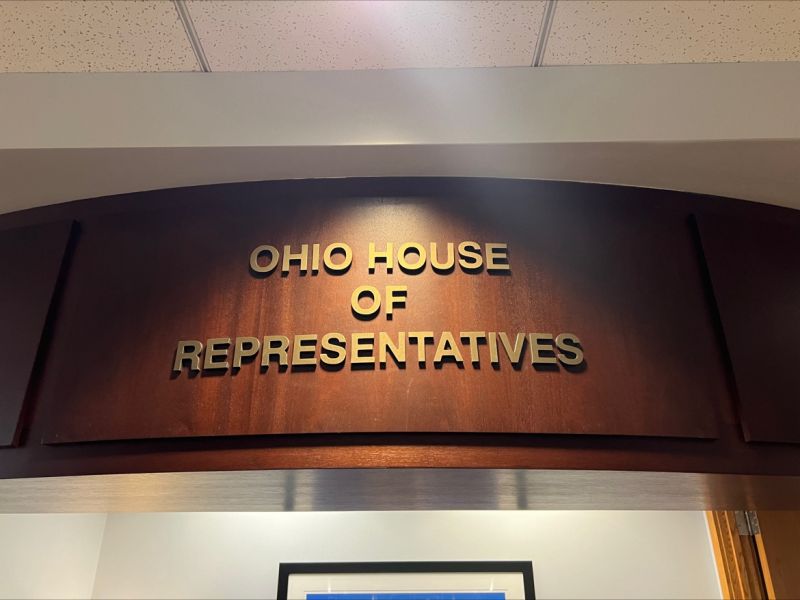 OHIO HOUSE
OF
REPRESENTATIVES